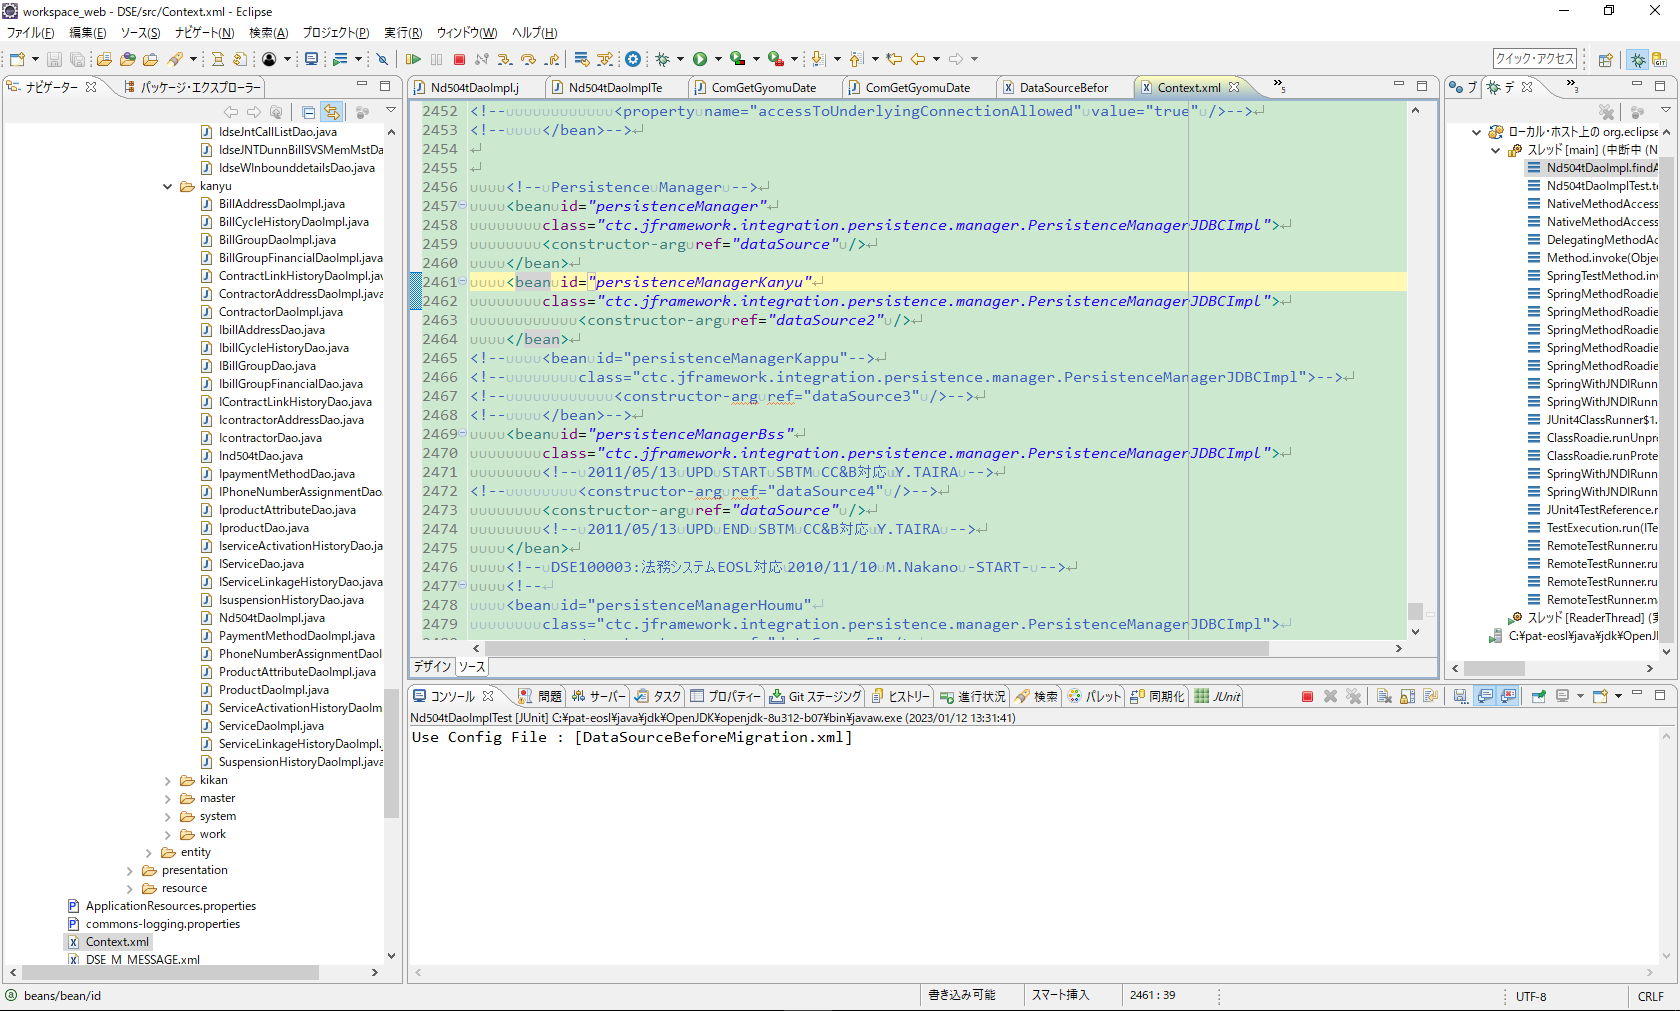 workspace_web - DSE/src/Context.xml - Eclipse
ファイル(F) 編集(E) ソース(S) ナビゲート(N) 検索(A) プロジェクト(P) 実行(R) ウィンドウ(W) ヘルプ(H)
クイック・アクセス
ナビゲーター パッケージ・エクスプローラー
IdseJntCallListDao.java
IdseJNTDunnBillSVSMemMstDa
IdseWInbounddetailsDao.java
kanyu
BillAddressDaoImpl.java
BillCycleHistoryDaoImpl.java
BillGroupDaoImpl.java
BillGroupFinancialDaoImpl.java
ContractLinkHistoryDaoImpl.jav
ContractorAddressDaoImpl.java
ContractorDaoImpl.java
IbillAddressDao.java
IbillCycleHistoryDao.java
IBillGroupDao.java
IbillGroupFinancialDao.java
IContractLinkHistoryDao.java
IcontractorAddressDao.java
IcontractorDao.java
Ind504tDao.java
IpaymentMethodDao.java
IPhoneNumberAssignmentDao.
IproductAttributeDao.java
IproductDao.java
IserviceActivationHistoryDao.ja
IServiceDao.java
IServiceLinkageHistoryDao.java
IsuspensionHistoryDao.java
Nd504tDaoImpl.java
PaymentMethodDaoImpl.java
PhoneNumberAssignmentDaoI
ProductAttributeDaoImpl.java
ProductDaoImpl.java
ServiceActivationHistoryDaoIm
ServiceDaoImpl.java
ServiceLinkageHistoryDaoImpl.
SuspensionHistoryDaoImpl.java
kikan
master
system
work
entity
presentation
resource
ApplicationResources.properties
commons-logging.properties
Context.xml
DSE_M_MESSAGE.xml
Nd504tDaoImpl.j Nd504tDaoImplTe ComGetGyomuDate ComGetGyomuDate DataSourceBefor Context.xml »5
2452 <!-- <property name="accessToUnderlyingConnectionAllowed" value="true" />-->
2453 <!-- </bean>-->
2454
2455
2456 <!-- Persistence Manager -->
2457 <bean id="persistenceManager"
2458 class="ctc.jframework.integration.persistence.manager.PersistenceManagerJDBCImpl">
2459 <constructor-arg ref="dataSource" />
2460 </bean>
2461 <bean id="persistenceManagerKanyu"
2462 class="ctc.jframework.integration.persistence.manager.PersistenceManagerJDBCImpl">
2463 <constructor-arg ref="dataSource2" />
2464 </bean>
2465 <!-- <bean id="persistenceManagerKappu"-->
2466 <!-- class="ctc.jframework.integration.persistence.manager.PersistenceManagerJDBCImpl">-->
2467 <!-- <constructor-arg ref="dataSource3" />-->
2468 <!-- </bean>-->
2469 <bean id="persistenceManagerBss"
2470 class="ctc.jframework.integration.persistence.manager.PersistenceManagerJDBCImpl">
2471 <!-- 2011/05/13 UPD START SBTM CC&B対応 Y.TAIRA -->
2472 <!-- <constructor-arg ref="dataSource4" />-->
2473 <constructor-arg ref="dataSource" />
2474 <!-- 2011/05/13 UPD END SBTM CC&B対応 Y.TAIRA -->
2475 </bean>
2476 <!-- DSE100003:法務システムEOSL対応 2010/11/10 M.Nakano -START- -->
2477 <!--
2478 <bean id="persistenceManagerHoumu"
2479 class="ctc.jframework.integration.persistence.manager.PersistenceManagerJDBCImpl">
デザイン ソース
ブ デ »3
ローカル・ホスト上の org.eclipse
スレッド [main] (中断中 (N
Nd504tDaoImpl.findA
Nd504tDaoImplTest.te
NativeMethodAccess
NativeMethodAccess
DelegatingMethodAc
Method.invoke(Objec
SpringTestMethod.inv
SpringMethodRoadie
SpringMethodRoadie
SpringMethodRoadie
SpringMethodRoadie
SpringMethodRoadie
SpringWithJNDIRunn
SpringWithJNDIRunn
JUnit4ClassRunner$1.
ClassRoadie.runUnpro
ClassRoadie.runProte
SpringWithJNDIRunn
SpringWithJNDIRunn
JUnit4TestReference.r
TestExecution.run(ITe
RemoteTestRunner.ru
RemoteTestRunner.ru
RemoteTestRunner.ru
RemoteTestRunner.m
スレッド [ReaderThread] (実
C:¥pat-eosl¥java¥jdk¥OpenJ
コンソール 問題 サーバー タスク プロパティー Git ステージング ヒストリー 進行状況 検索 パレット 同期化 JUnit
Nd504tDaoImplTest [JUnit] C:¥pat-eosl¥java¥jdk¥OpenJDK¥openjdk-8u312-b07¥bin¥javaw.exe (2023/01/12 13:31:41)
Use Config File : [DataSourceBeforeMigration.xml]
beans/bean/id 書き込み可能 スマート挿入 2461 : 39 UTF-8 CRLF